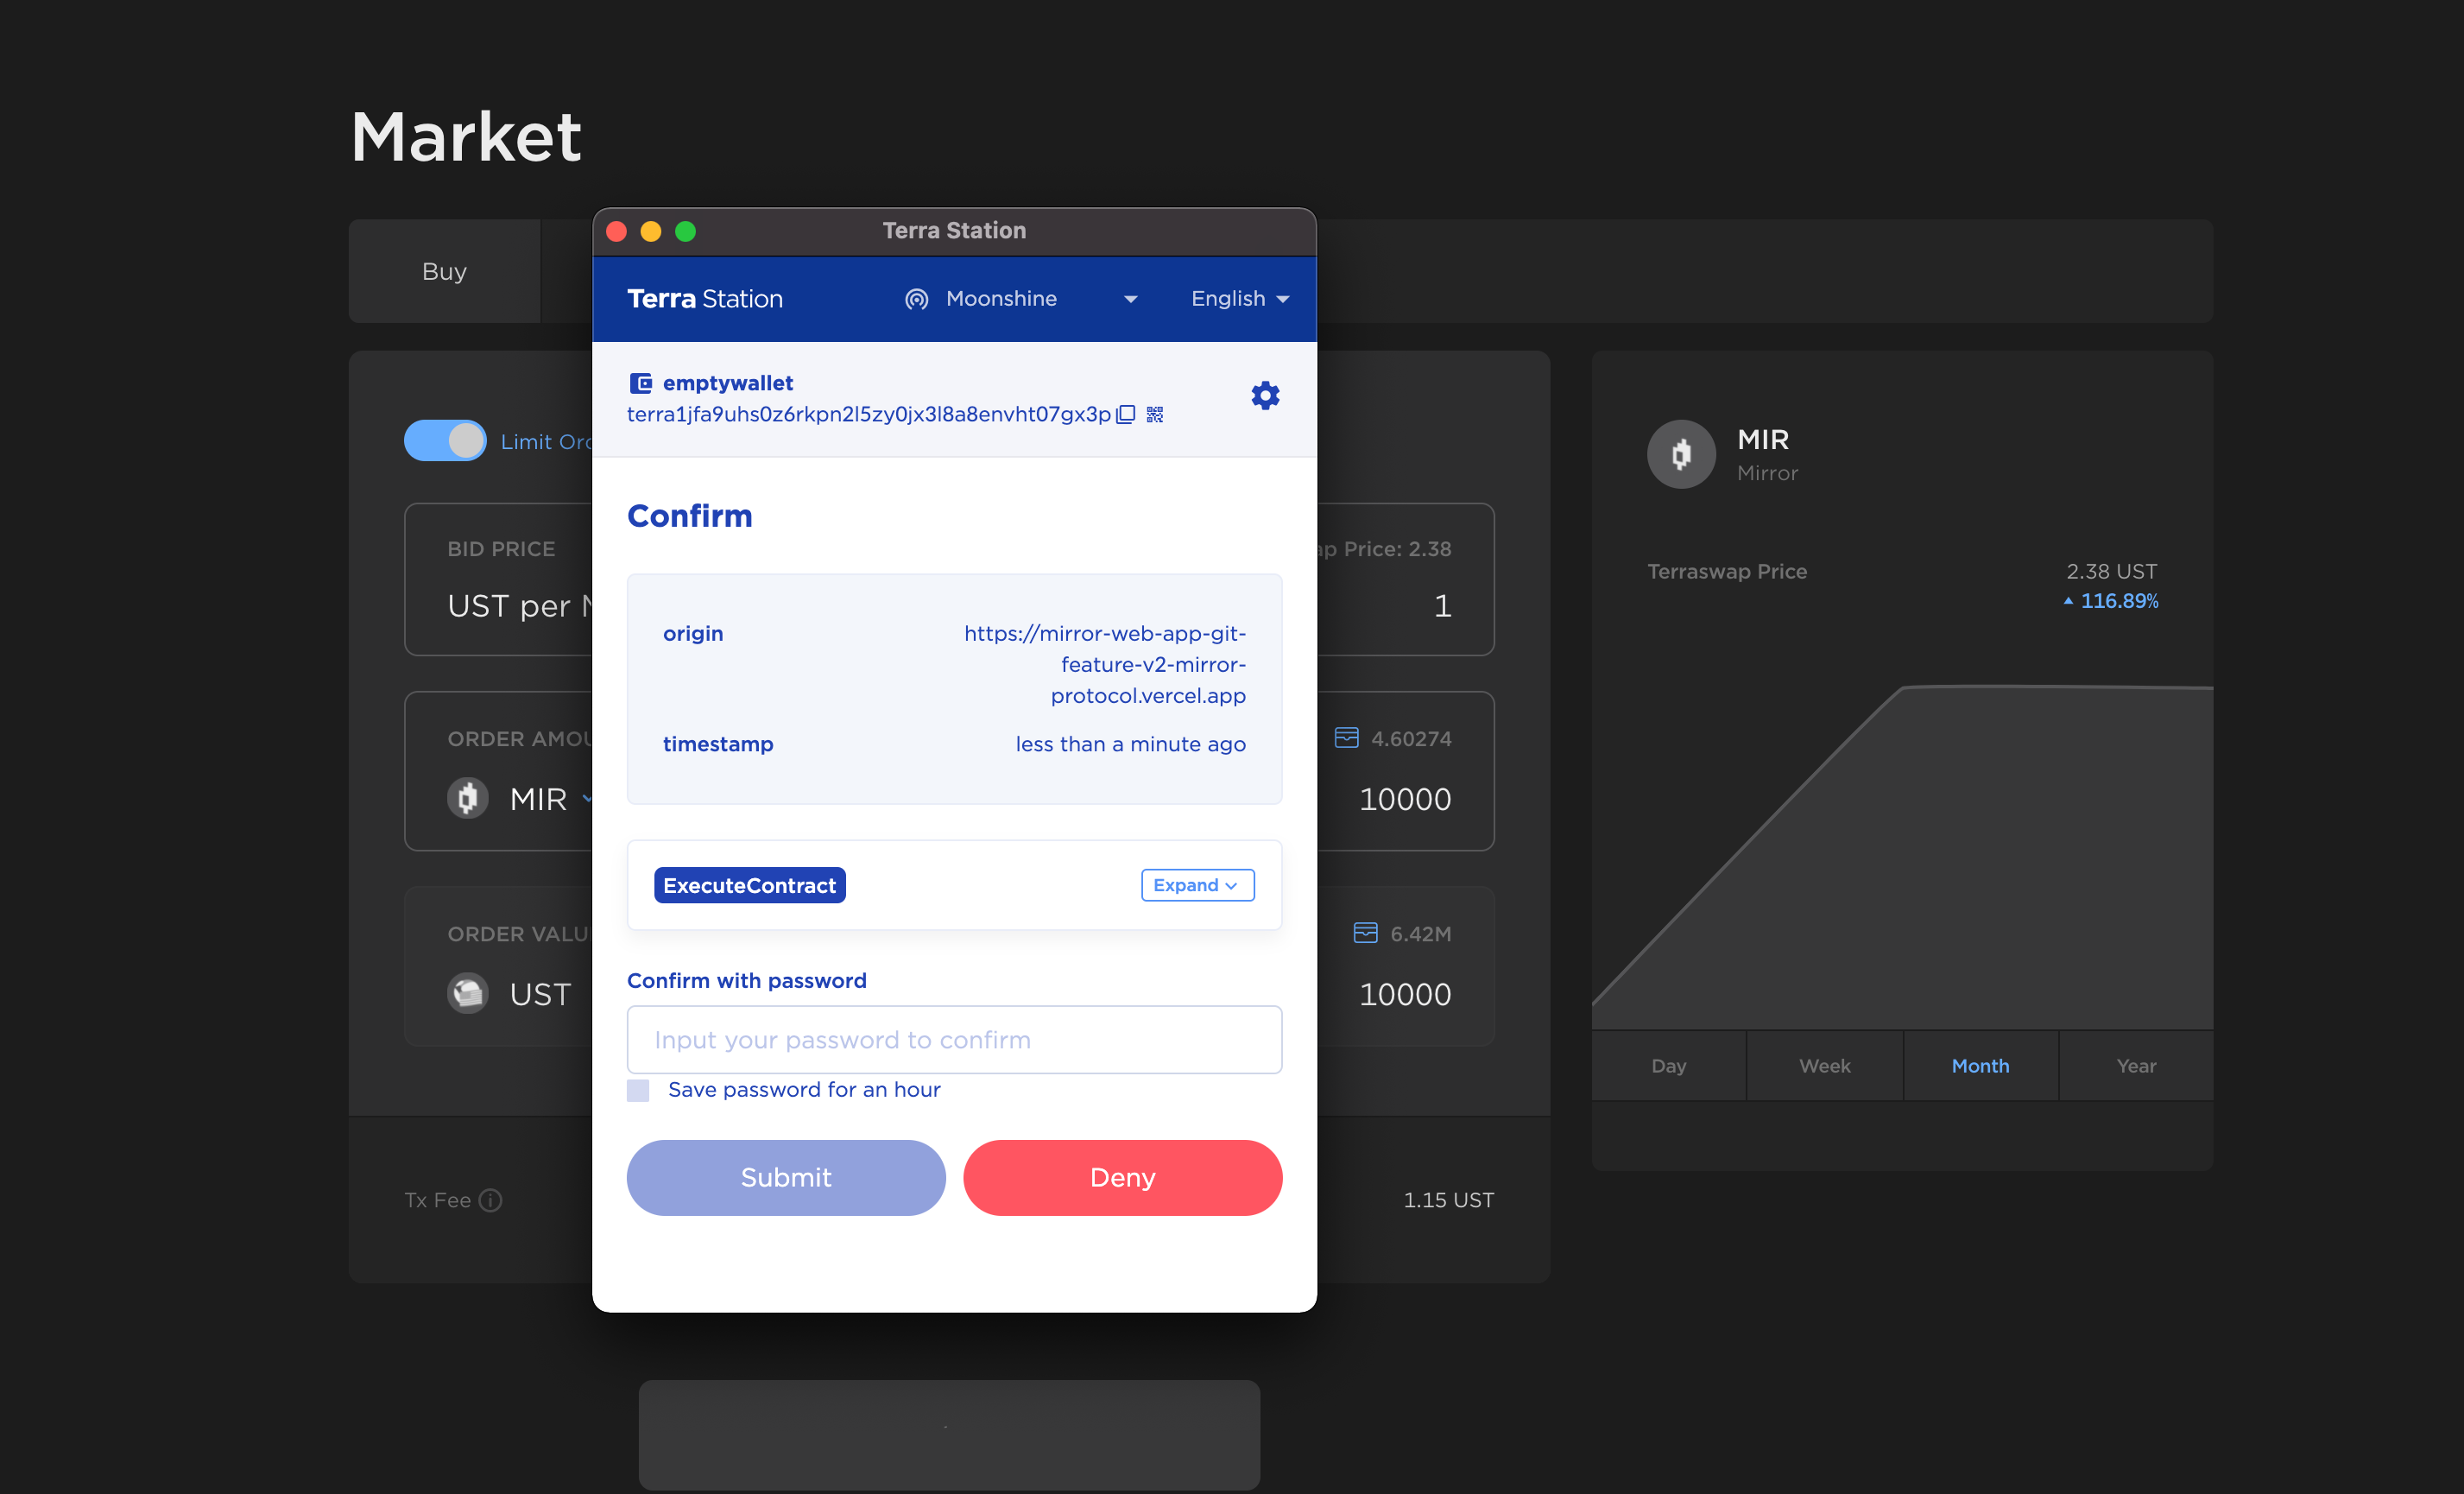 Market
Buy
Limit Orc
BID PRICE
ap Price: 2.38
UST per
1
ORDER AMOU
4.60274
MIR
10000
ORDER VALU
6.42M
UST
10000
Tx Fee
1.15 UST
Terra Station
Terra Station
Moonshine
English
emptywallet
terra1jfa9uhs0z6rkpn2l5zy0jx3l8a8envht07gx3p
Confirm
origin
https://mirror-web-app-git-
feature-v2-mirror-
protocol.vercel.app
timestamp
less than a minute ago
ExecuteContract
Expand
Confirm with password
Input your password to confirm
Save password for an hour
Submit
Deny
MIR
Mirror
Terraswap Price
2.38 UST
116.89%
Day
Week
Month
Year